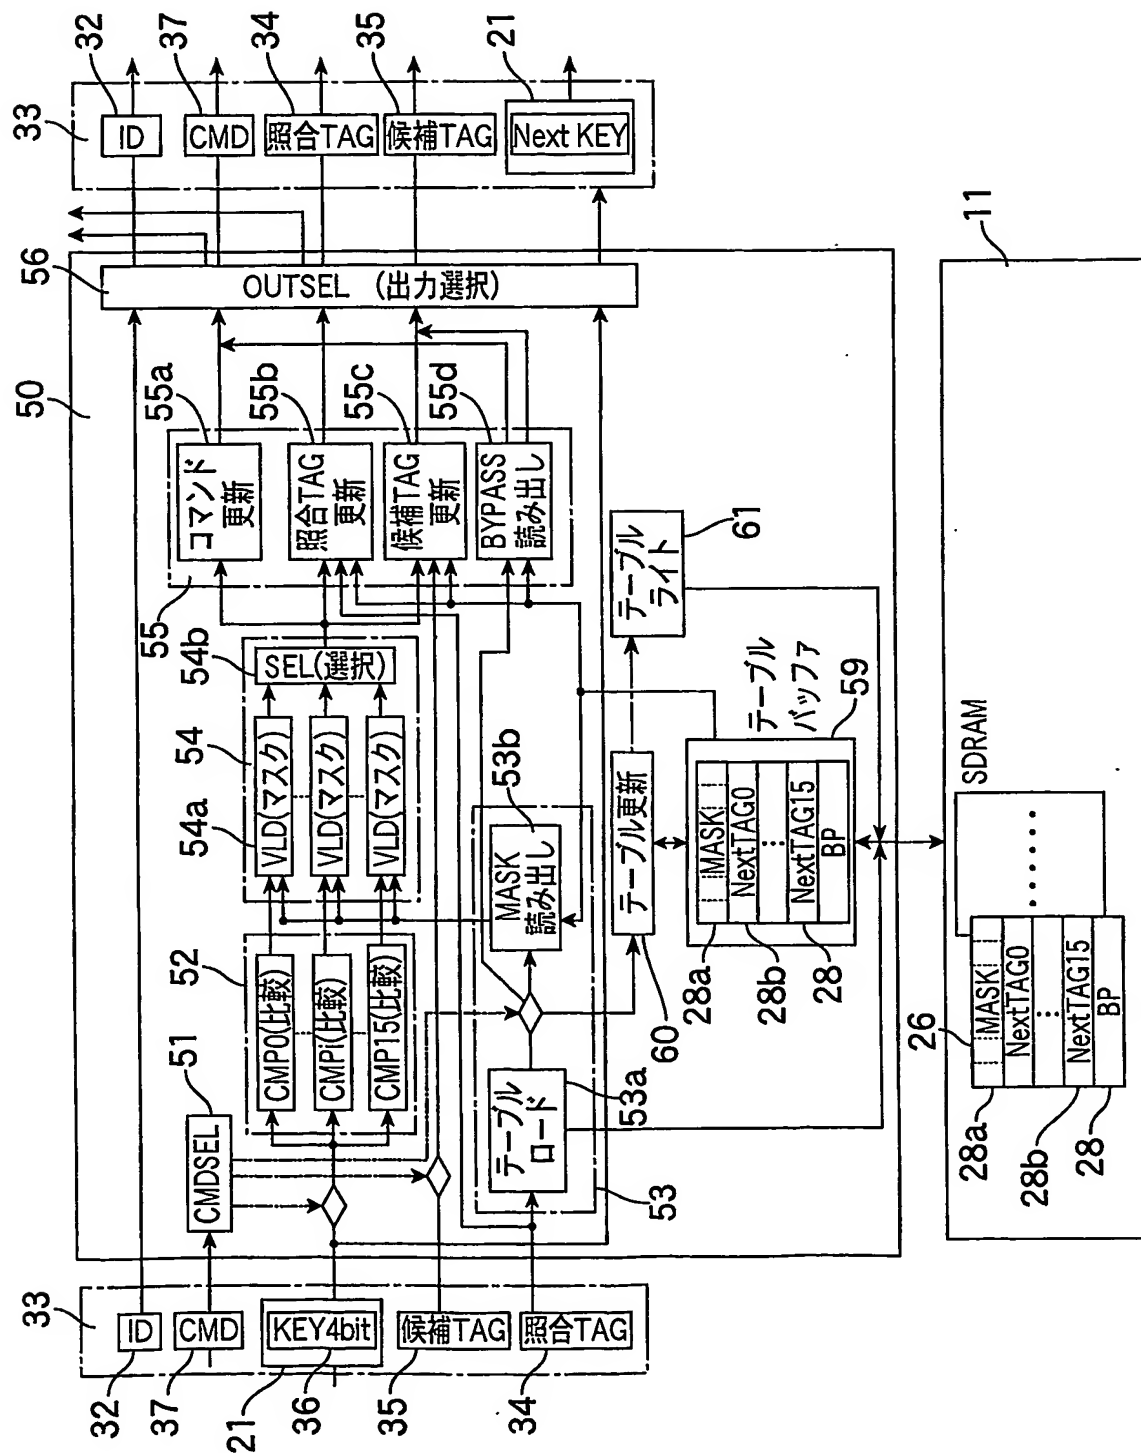 33
32
ID
37
CMD
21
36
KEY4bit
35
候補TAG
34
照合TAG
50
51
CMDSEL
52
CMP0(比較)
CMPi(比較)
CMP15(比較)
53
53a
テーブル
ロード
53b
MASK
読み出し
54
54a
VLD(マスク)
VLD(マスク)
VLD(マスク)
54b
SEL(選択)
55
55a
コマンド
更新
55b
照合TAG
更新
55c
候補TAG
更新
55d
BYPASS
読み出し
56
OUTSEL (出力選択)
60
テーブル更新
61
テーブル
ライト
59
テーブル
バッファ
28a
MASK
28b
NextTAG0
NextTAG15
28
BP
33
32
ID
37
CMD
34
照合TAG
35
候補TAG
21
Next KEY
11
SDRAM
26
28a
MASK
28b
NextTAG0
NextTAG15
28
BP